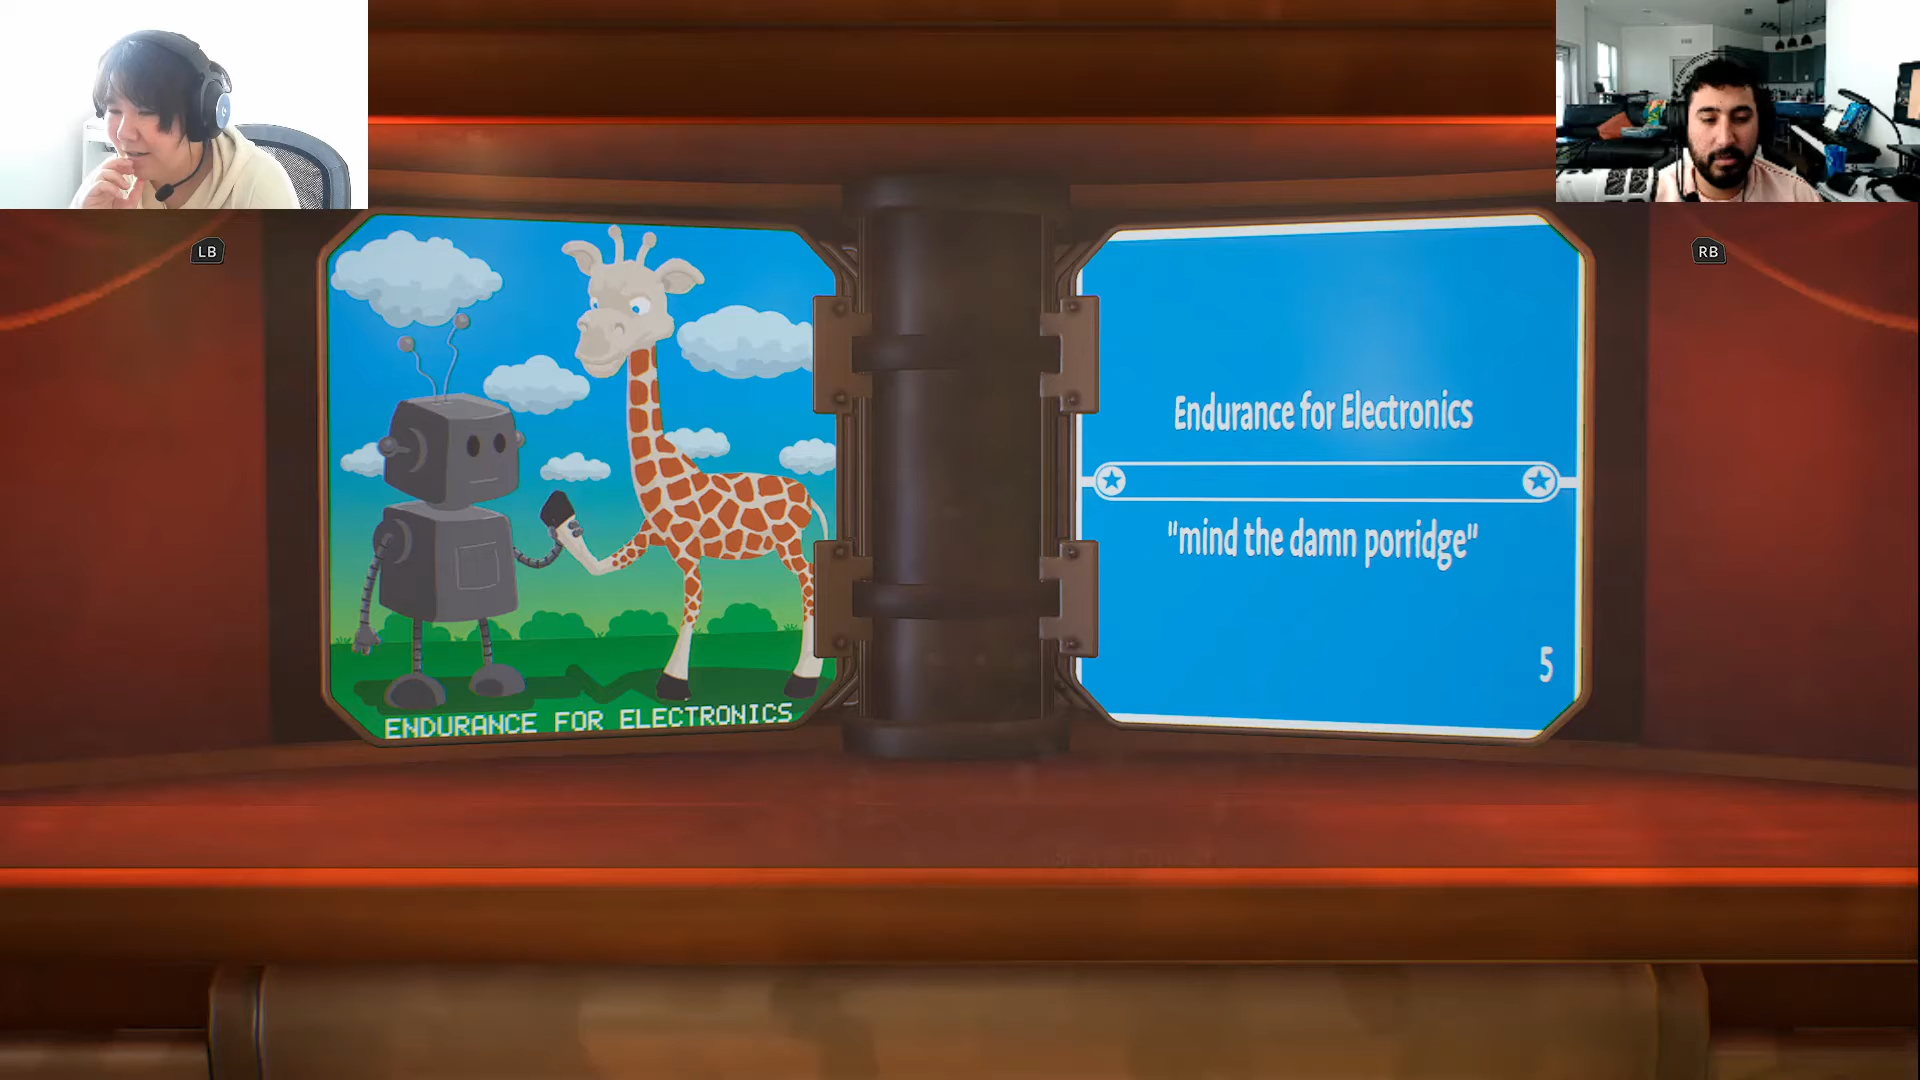 LB
RB
ENDURANCE FOR ELECTRONICS
Endurance for Electronics
"mind the damn porridge"
5